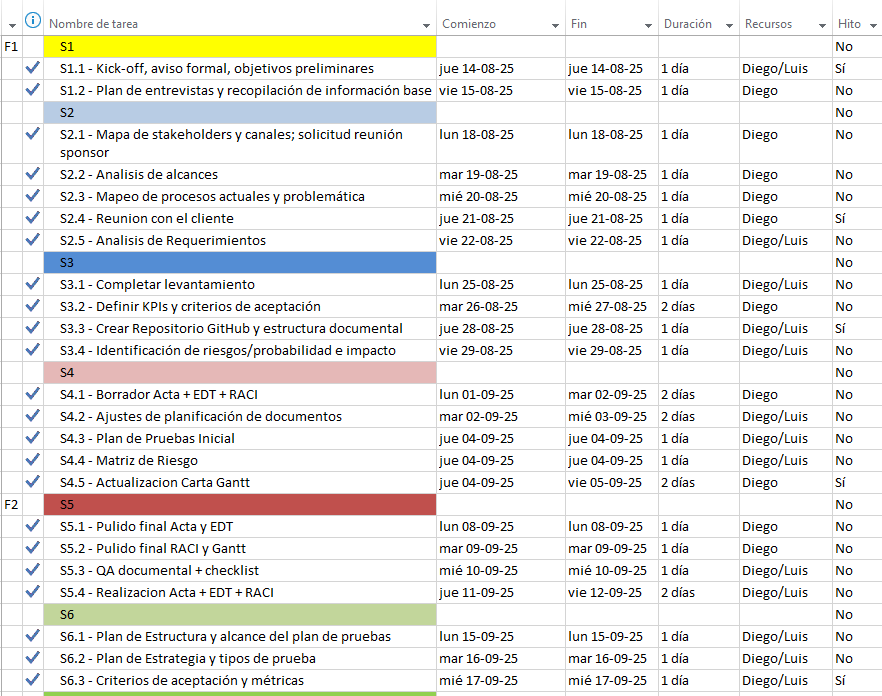 Nombre de tarea Comienzo Fin Duración Recursos Hito
F1 S1 No
S1.1 - Kick-off, aviso formal, objetivos preliminares jue 14-08-25 jue 14-08-25 1 día Diego/Luis Sí
S1.2 - Plan de entrevistas y recopilación de información base vie 15-08-25 vie 15-08-25 1 día Diego No
S2 No
S2.1 - Mapa de stakeholders y canales; solicitud reunión lun 18-08-25 lun 18-08-25 1 día Diego No
sponsor
S2.2 - Analisis de alcances mar 19-08-25 mar 19-08-25 1 día Diego No
S2.3 - Mapeo de procesos actuales y problemática mié 20-08-25 mié 20-08-25 1 día Diego No
S2.4 - Reunion con el cliente jue 21-08-25 jue 21-08-25 1 día Diego Sí
S2.5 - Analisis de Requerimientos vie 22-08-25 vie 22-08-25 1 día Diego/Luis No
S3 No
S3.1 - Completar levantamiento lun 25-08-25 lun 25-08-25 1 día Diego/Luis No
S3.2 - Definir KPIs y criterios de aceptación mar 26-08-25 mié 27-08-25 2 días Diego No
S3.3 - Crear Repositorio GitHub y estructura documental jue 28-08-25 jue 28-08-25 1 día Diego/Luis Sí
S3.4 - Identificación de riesgos/probabilidad e impacto vie 29-08-25 vie 29-08-25 1 día Diego/Luis No
S4 No
S4.1 - Borrador Acta + EDT + RACI lun 01-09-25 mar 02-09-25 2 días Diego No
S4.2 - Ajustes de planificación de documentos mar 02-09-25 mié 03-09-25 2 días Diego/Luis No
S4.3 - Plan de Pruebas Inicial jue 04-09-25 jue 04-09-25 1 día Diego/Luis No
S4.4 - Matriz de Riesgo jue 04-09-25 jue 04-09-25 1 día Diego/Luis No
S4.5 - Actualizacion Carta Gantt jue 04-09-25 vie 05-09-25 2 días Diego Sí
F2 S5 No
S5.1 - Pulido final Acta y EDT lun 08-09-25 lun 08-09-25 1 día Diego No
S5.2 - Pulido final RACI y Gantt mar 09-09-25 mar 09-09-25 1 día Diego No
S5.3 - QA documental + checklist mié 10-09-25 mié 10-09-25 1 día Diego/Luis No
S5.4 - Realizacion Acta + EDT + RACI jue 11-09-25 vie 12-09-25 2 días Diego/Luis No
S6 No
S6.1 - Plan de Estructura y alcance del plan de pruebas lun 15-09-25 lun 15-09-25 1 día Diego/Luis No
S6.2 - Plan de Estrategia y tipos de prueba mar 16-09-25 mar 16-09-25 1 día Diego/Luis No
S6.3 - Criterios de aceptación y métricas mié 17-09-25 mié 17-09-25 1 día Diego/Luis Sí